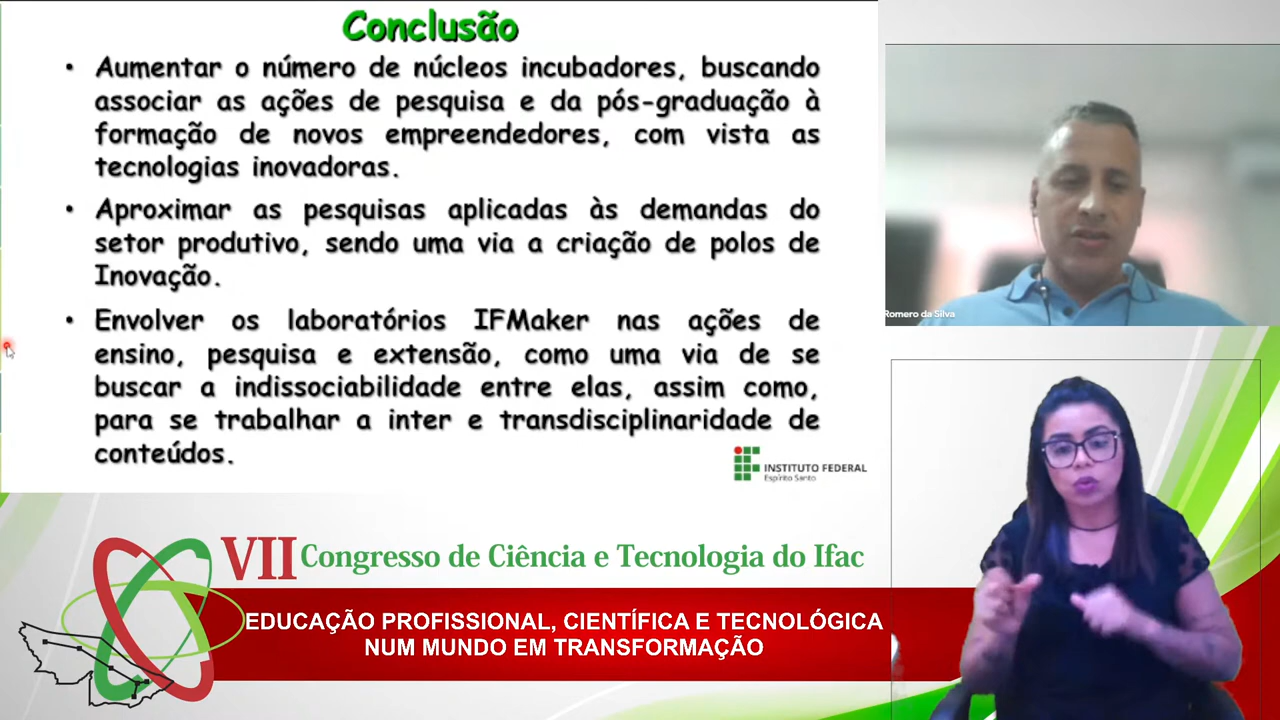 Conclusão
• Aumentar o número de núcleos incubadores, buscando
associar as ações de pesquisa e da pós-graduação à
formação de novos empreendedores, com vista as
tecnologias inovadoras.
• Aproximar as pesquisas aplicadas às demandas do
setor produtivo, sendo uma via a criação de polos de
Inovação.
• Envolver os laboratórios IFMaker nas ações de
ensino, pesquisa e extensão, como uma via de se
buscar a indissociabilidade entre elas, assim como,
para se trabalhar a inter e transdisciplinaridade de
conteúdos.
INSTITUTO FEDERAL
Espírito Santo
Romero da Silva
VII Congresso de Ciência e Tecnologia do Ifac
EDUCAÇÃO PROFISSIONAL, CIENTÍFICA E TECNOLÓGICA
NUM MUNDO EM TRANSFORMAÇÃO